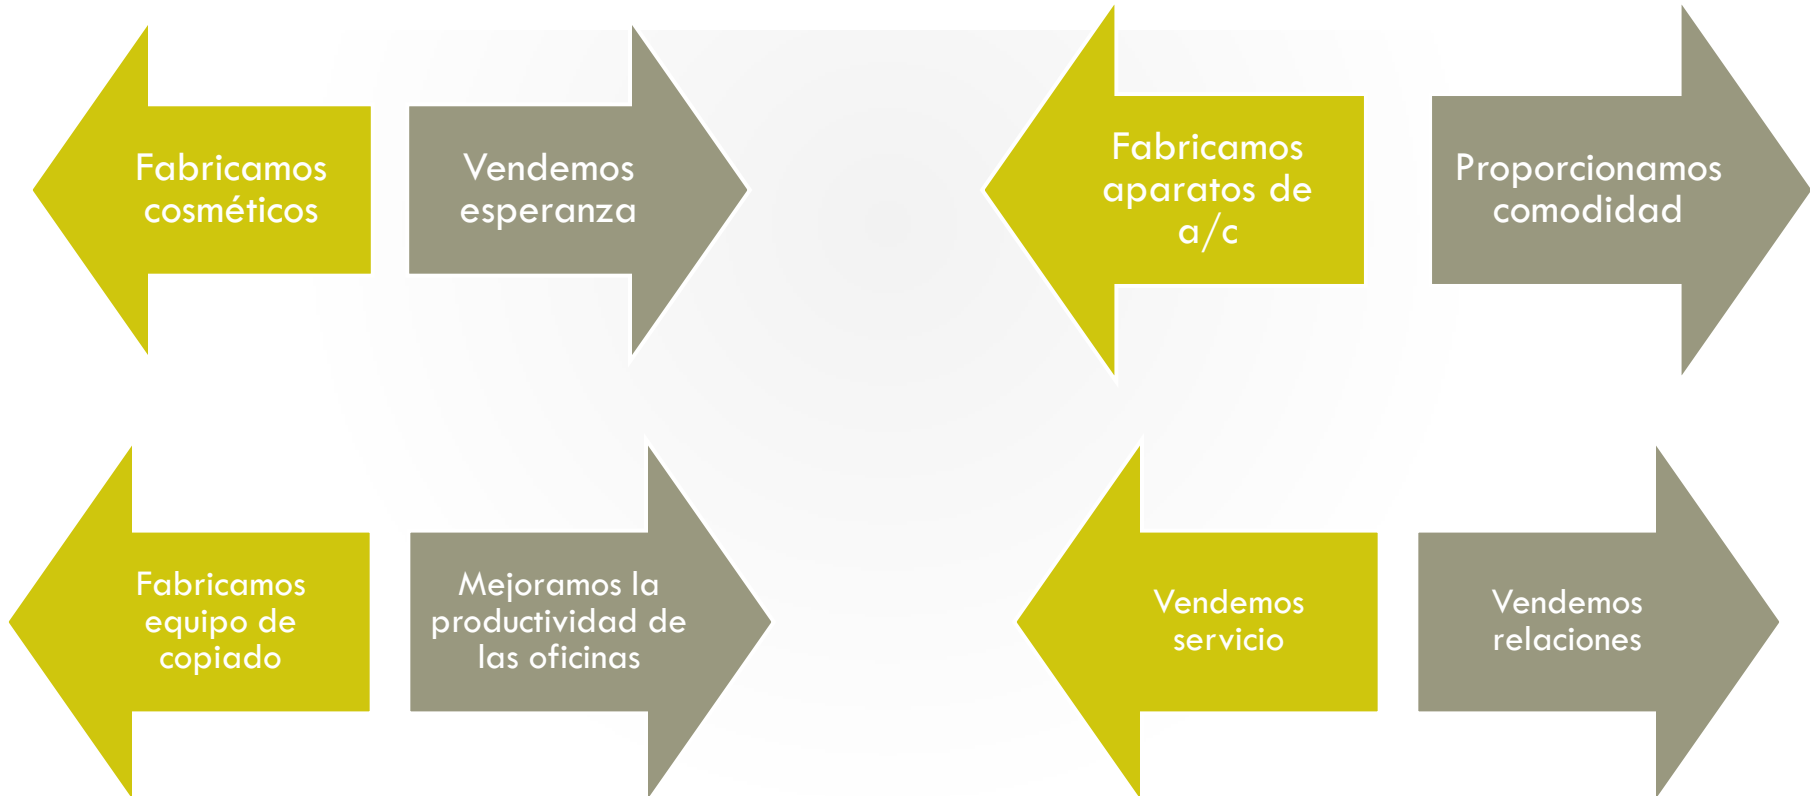 Fabricamos
cosméticos
Vendemos
esperanza
Fabricamos
aparatos de
a/c
Proporcionamos
comodidad
Fabricamos
equipo de
copiado
Mejoramos la
productividad de
las oficinas
Vendemos
servicio
Vendemos
relaciones